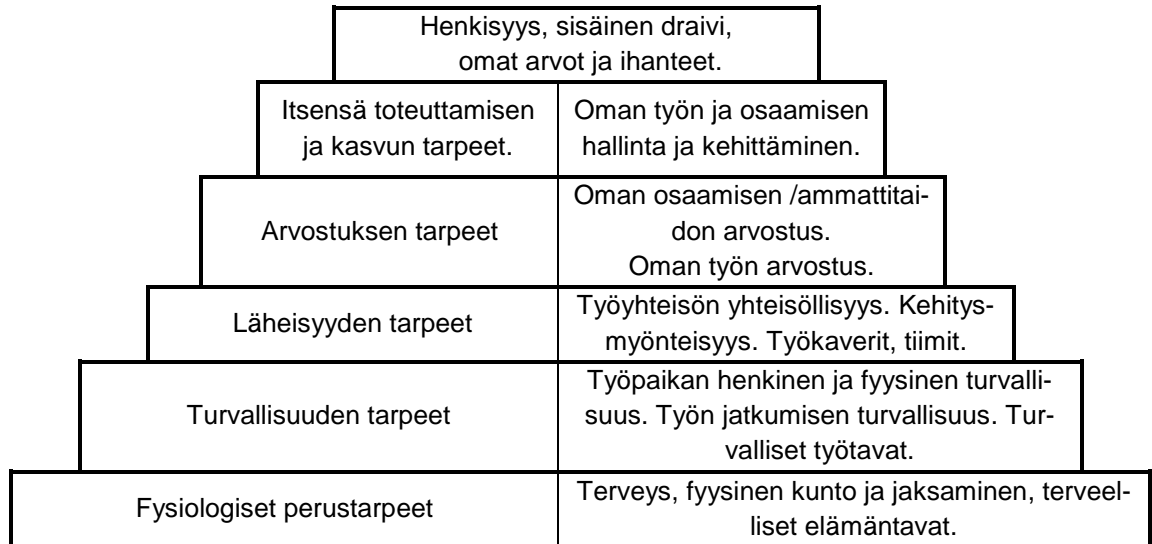 Henkisyys, sisäinen draivi,
omat arvot ja ihanteet.
Itsensä toteuttamisen
ja kasvun tarpeet.
Oman työn ja osaamisen
hallinta ja kehittäminen.
Arvostuksen tarpeet
Oman osaamisen /ammattitai-
don arvostus.
Oman työn arvostus.
Läheisyyden tarpeet
Työyhteisön yhteisöllisyys. Kehitys-
myönteisyys. Työkaverit, tiimit.
Turvallisuuden tarpeet
Työpaikan henkinen ja fyysinen turvalli-
suus. Työn jatkumisen turvallisuus. Tur-
valliset työtavat.
Fysiologiset perustarpeet
Terveys, fyysinen kunto ja jaksaminen, terveel-
liset elämäntavat.